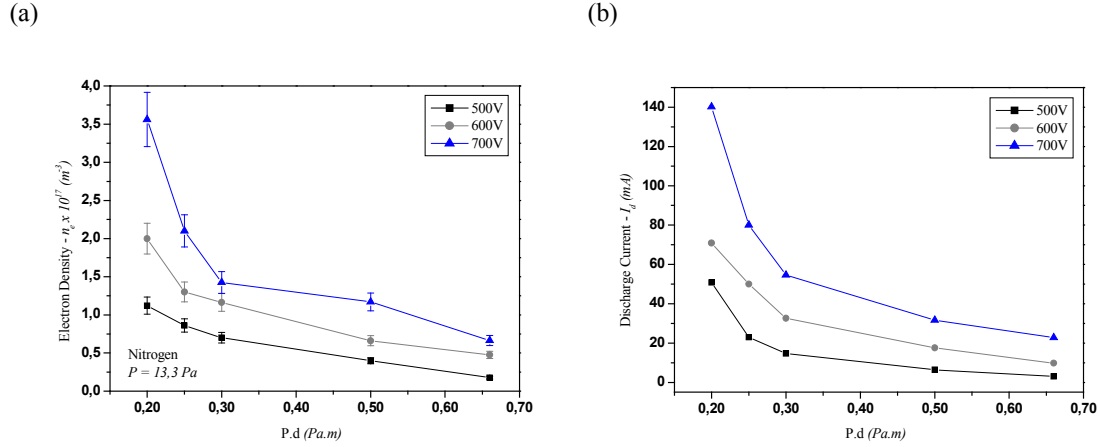 (a)
(b)
4,0
3,5
3,0
2,5
2,0
1,5
1,0
0,5
0,0
Electron Density - nₑ x 10¹⁷ (m⁻³)
500V
600V
700V
Nitrogen
P = 13,3 Pa
0,20 0,30 0,40 0,50 0,60 0,70
P.d (Pa.m)
140
120
100
80
60
40
20
0
Discharge Current - I_d (mA)
500V
600V
700V
0,20 0,30 0,40 0,50 0,60 0,70
P.d (Pa.m)